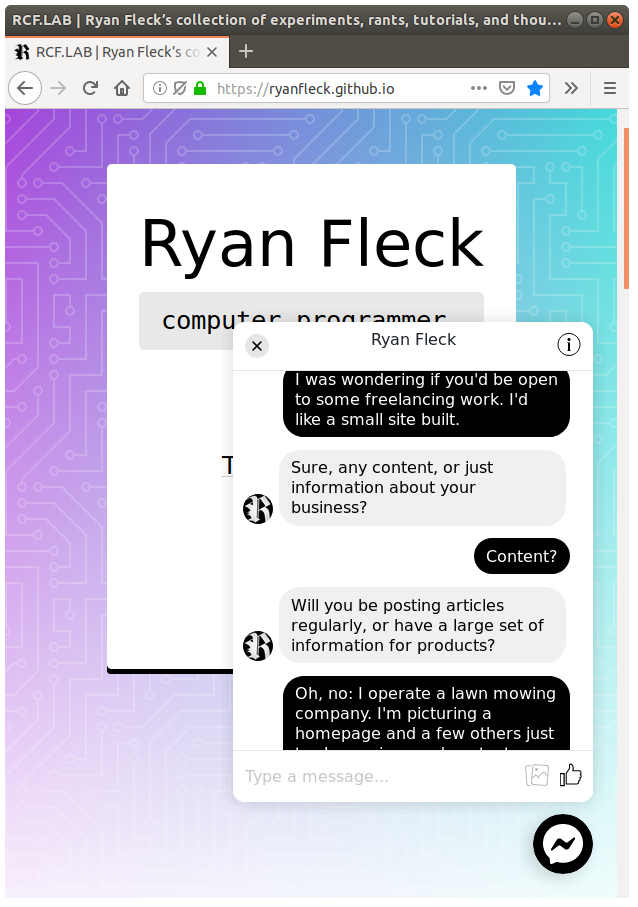 RCF.LAB | Ryan Fleck’s collection of experiments, rants, tutorials, and thou...
RCF.LAB | Ryan Fleck’s co
https://ryanfleck.github.io
Ryan Fleck
computer programmer
T
Ryan Fleck
I was wondering if you'd be open
to some freelancing work. I'd
like a small site built.
Sure, any content, or just
information about your
business?
Content?
Will you be posting articles
regularly, or have a large set of
information for products?
Oh, no: I operate a lawn mowing
company. I'm picturing a
homepage and a few others just
Type a message...